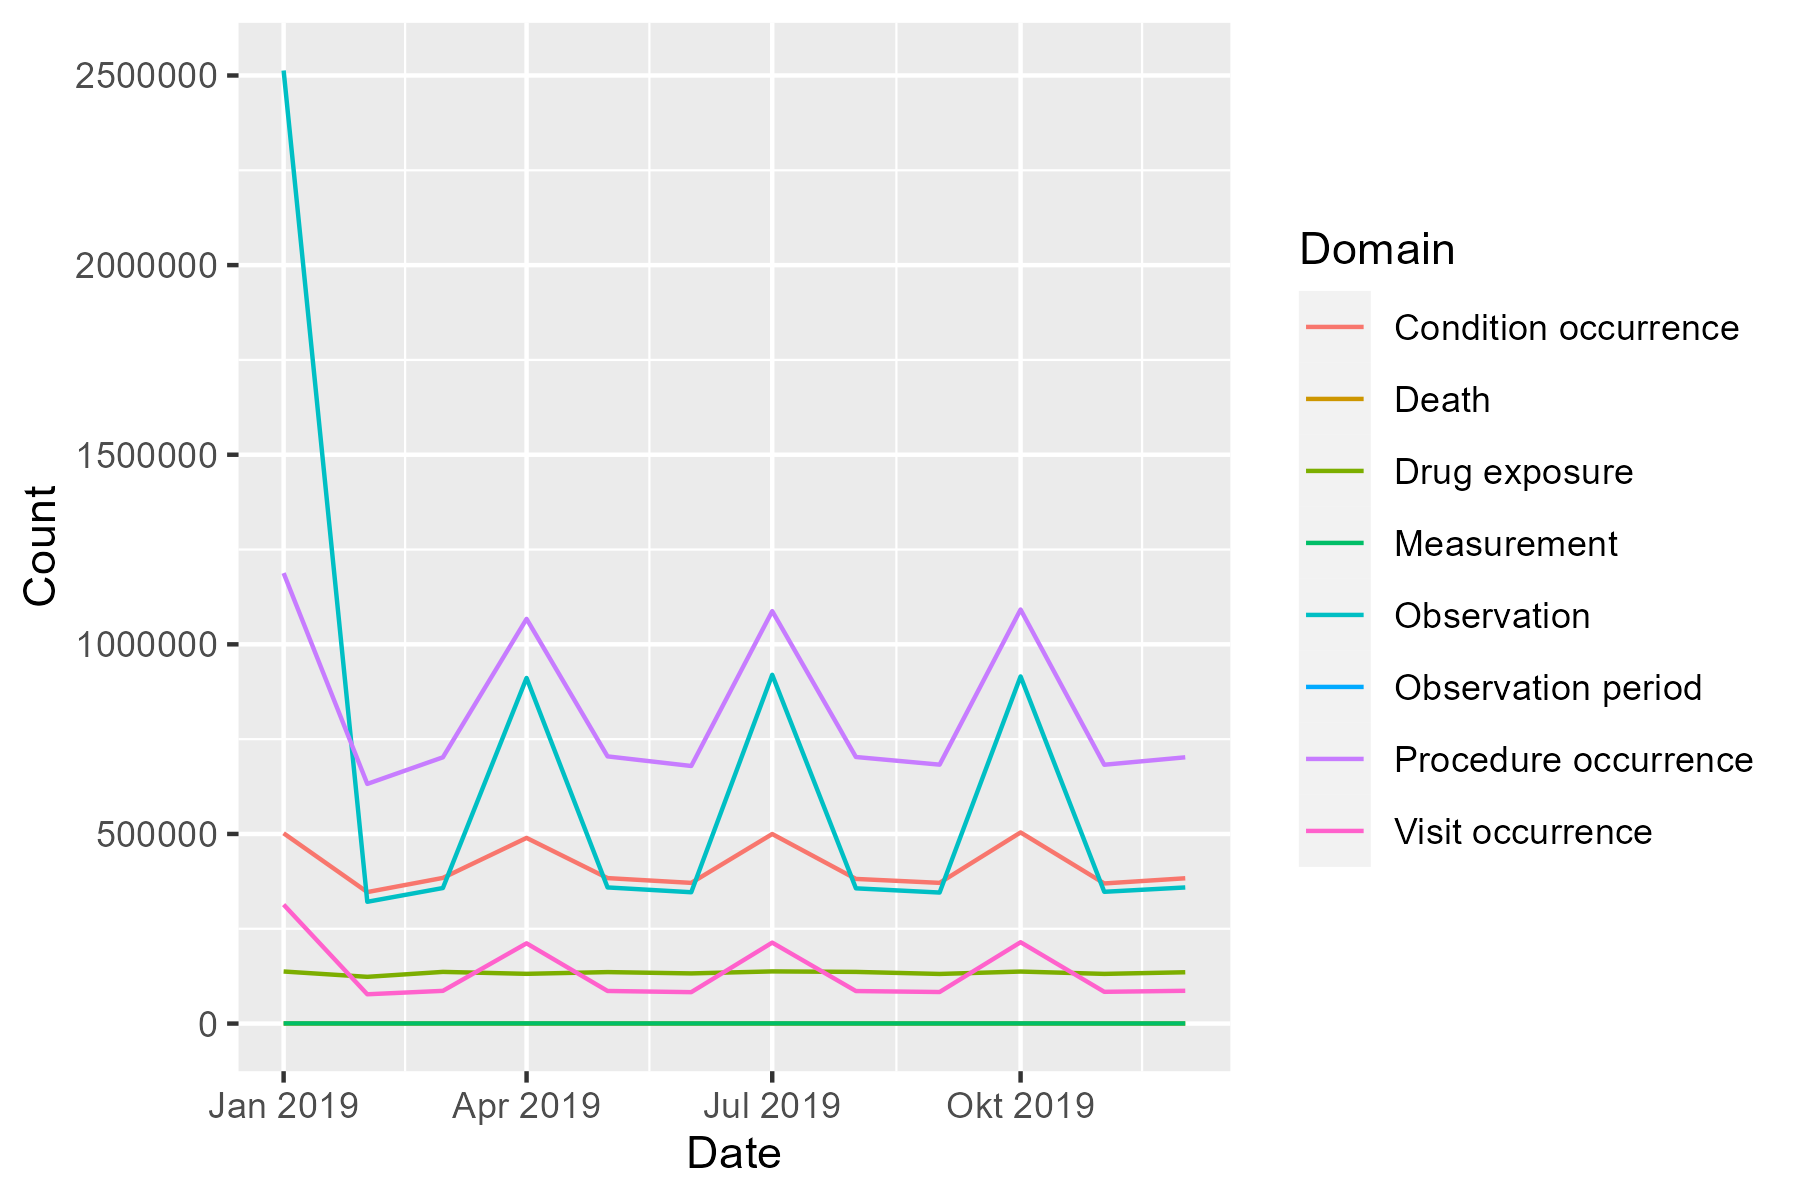 2500000
2000000
1500000
1000000
500000
0
Count
Jan 2019
Apr 2019
Jul 2019
Okt 2019
Date
Domain
Condition occurrence
Death
Drug exposure
Measurement
Observation
Observation period
Procedure occurrence
Visit occurrence